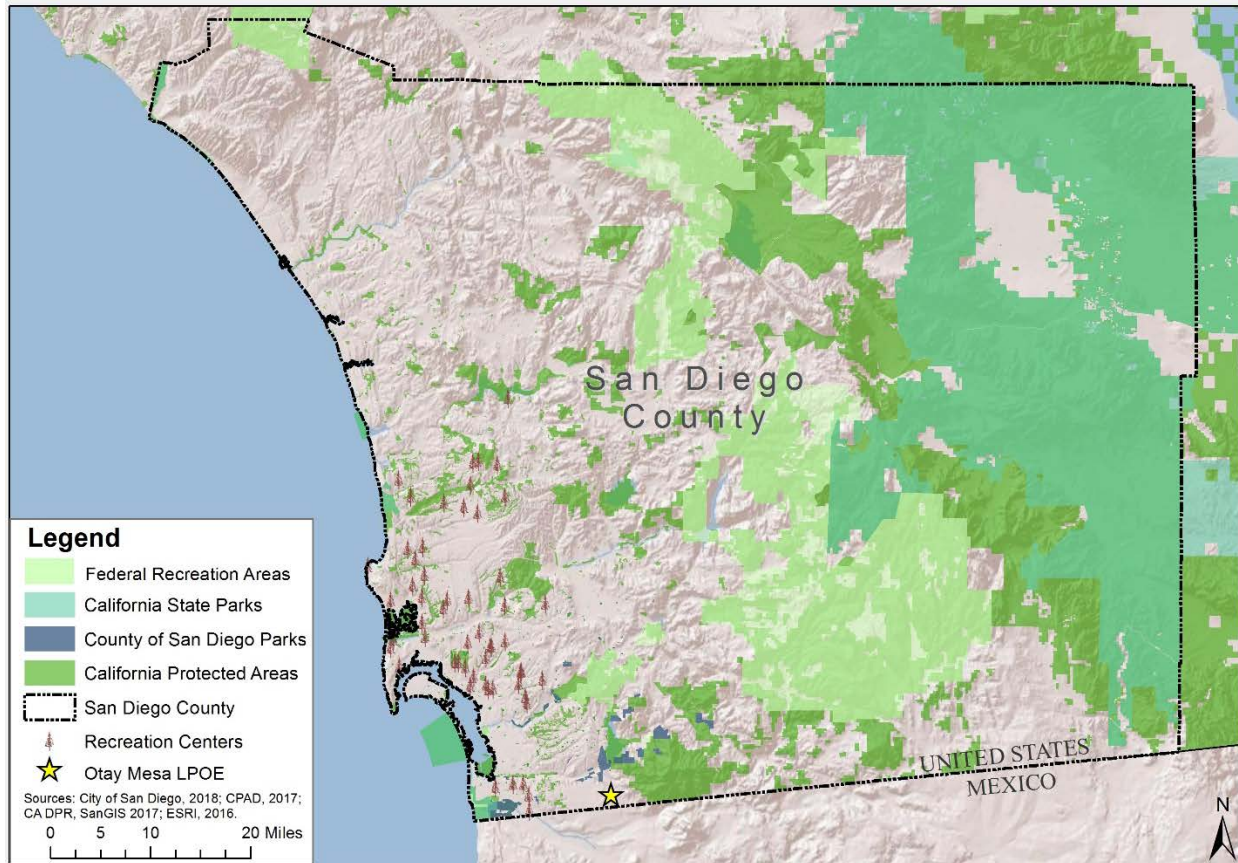 San Diego
County
UNITED STATES
MEXICO
Legend
Federal Recreation Areas
California State Parks
County of San Diego Parks
California Protected Areas
San Diego County
Recreation Centers
Otay Mesa LPOE
Sources: City of San Diego, 2018; CPAD, 2017;
CA DPR, SanGIS 2017; ESRI, 2016.
0 5 10 20 Miles
N